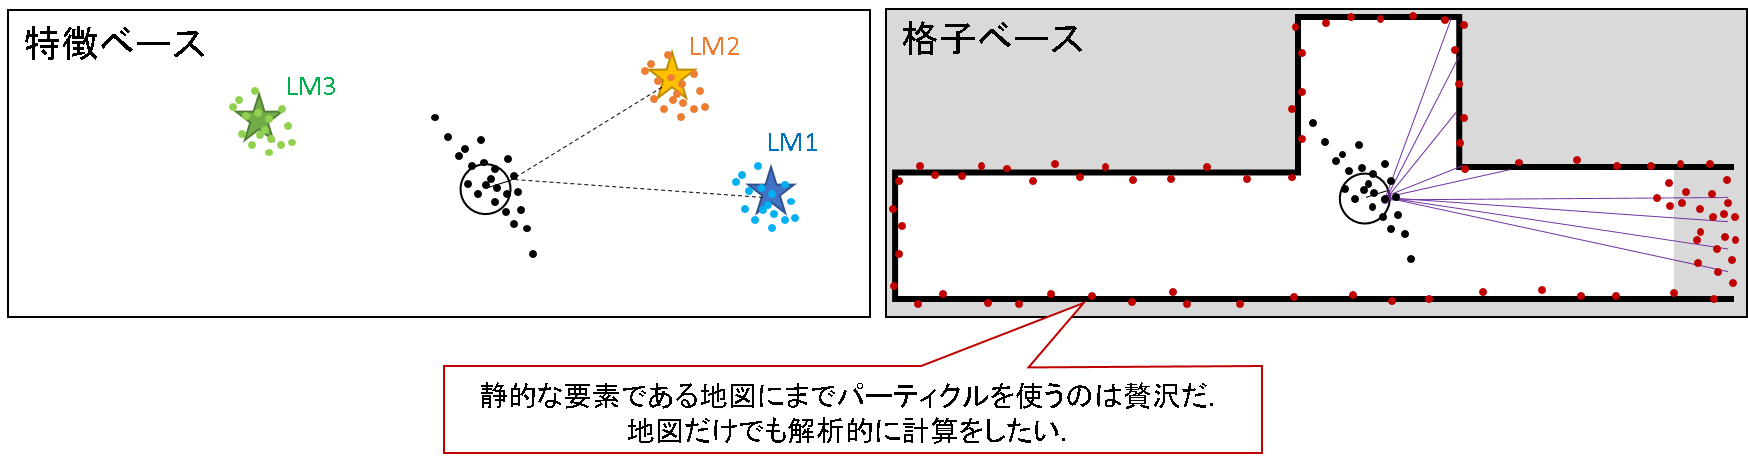 特徴ベース
LM3
LM2
LM1
格子ベース
静的な要素である地図にまでパーティクルを使うのは贅沢だ.
地図だけでも解析的に計算をしたい.